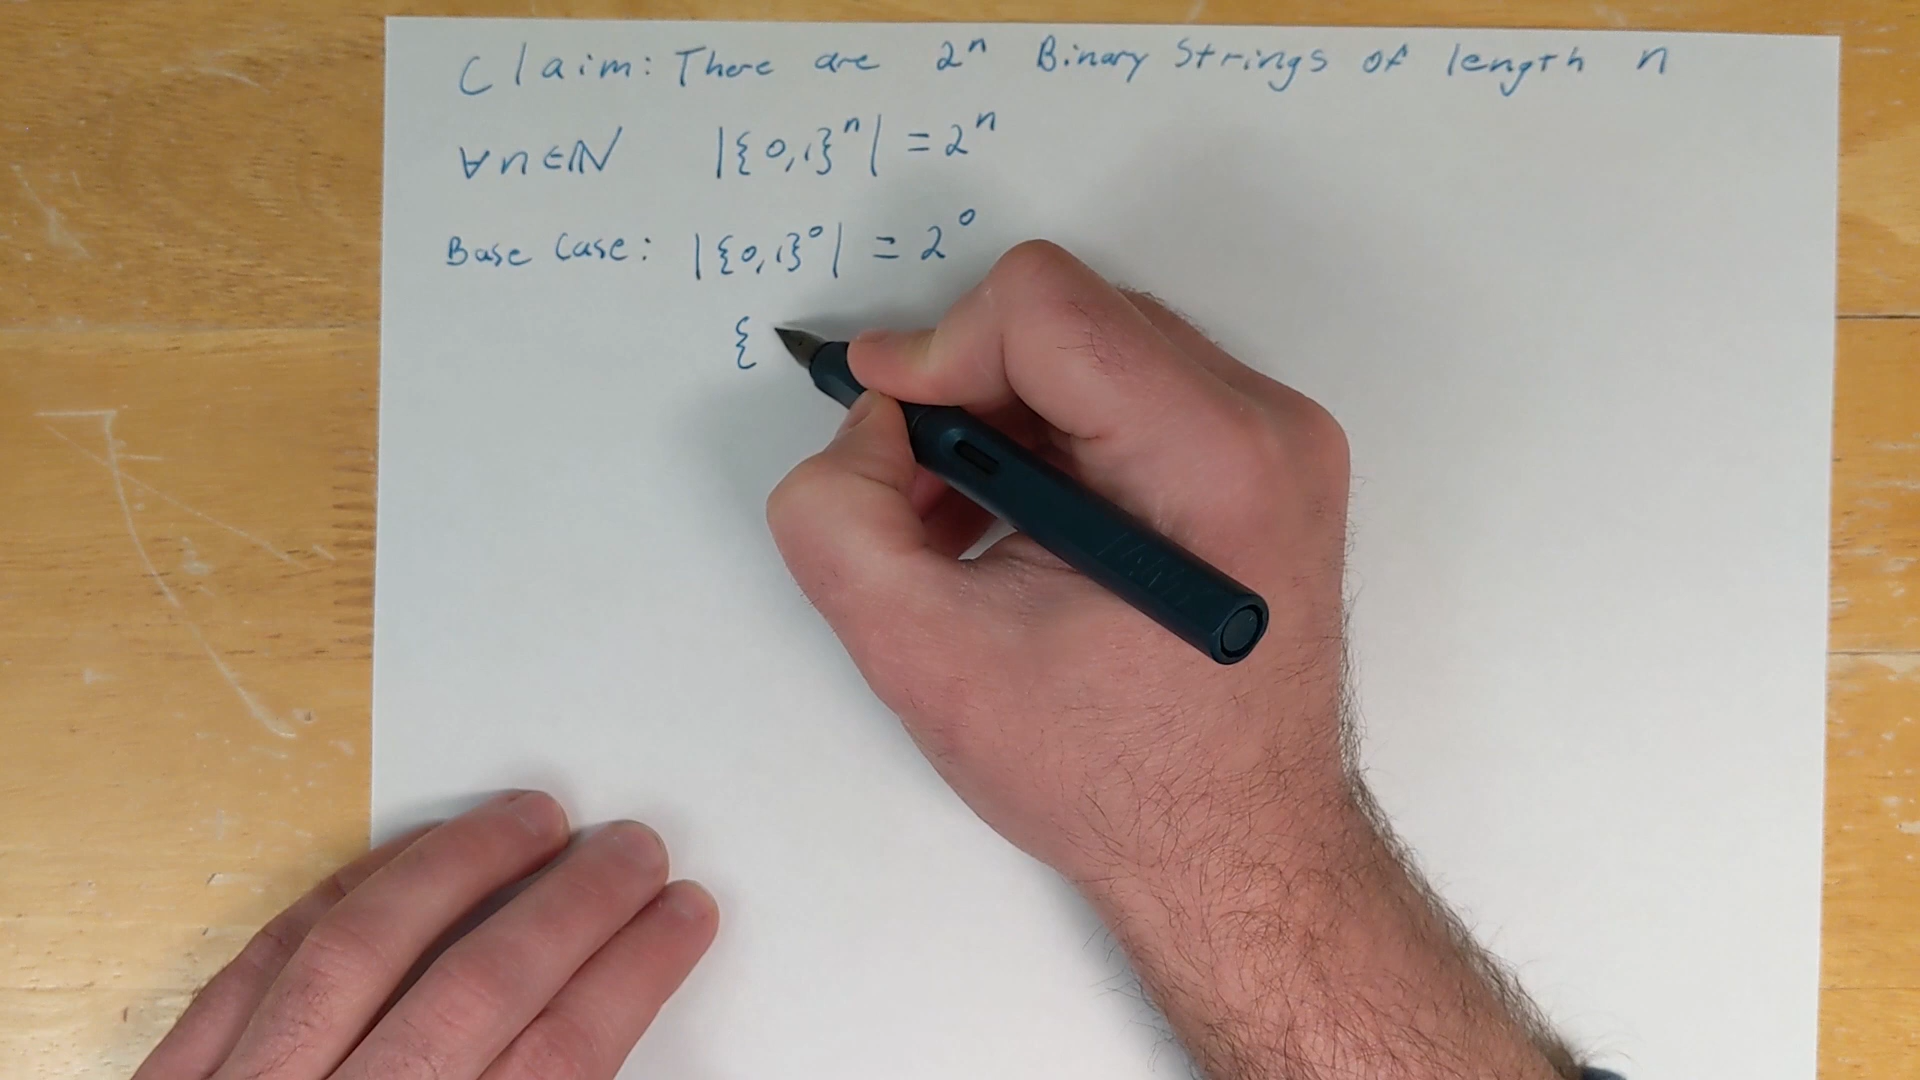 Claim: There are 2ⁿ Binary Strings of length n
∀n∈ℕ |{0,1}ⁿ| = 2ⁿ
Base Case: |{0,1}⁰| = 2⁰
{